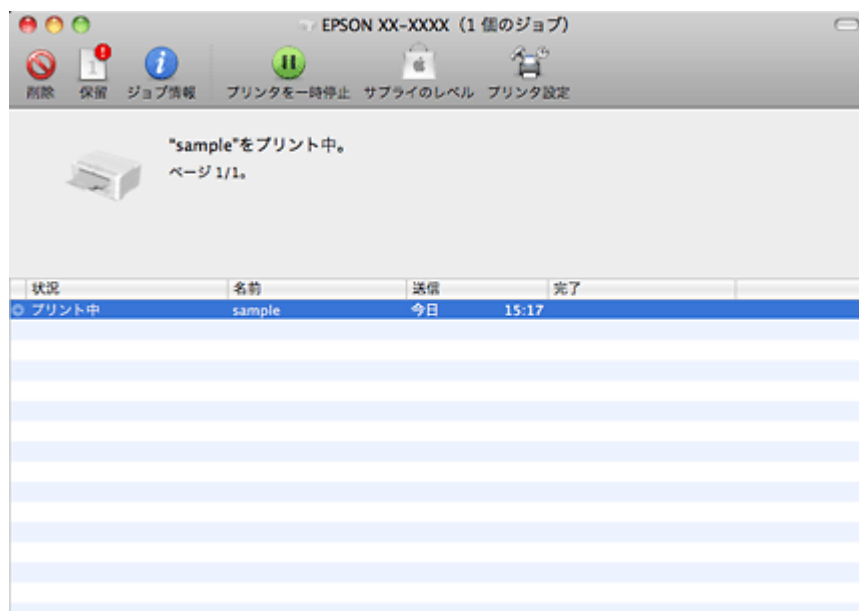 EPSON XX-XXXX（1 個のジョブ）
削除 保留 ジョブ情報 プリンタを一時停止 サプライのレベル プリンタ設定
"sample"をプリント中。
ページ 1/1。
状況 名前 送信 完了
プリント中 sample 今日 15:17